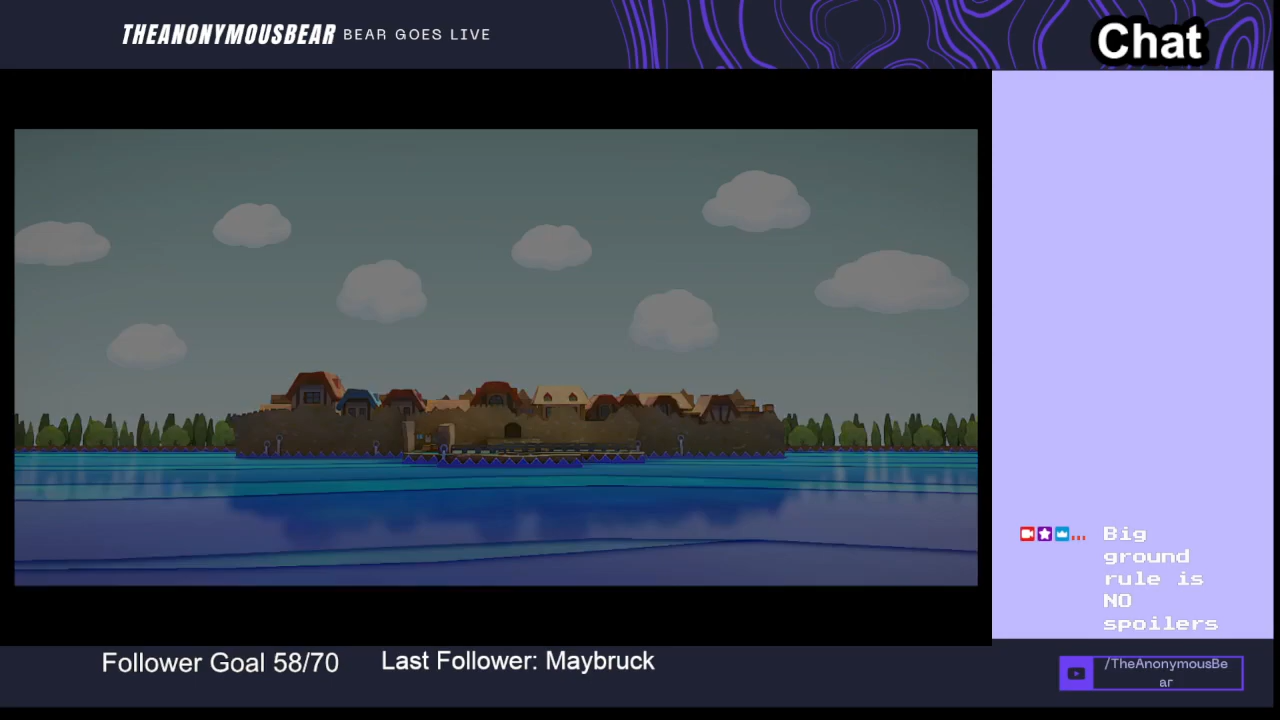 THEANONYMOUSBEAR BEAR GOES LIVE
Chat
Big
ground
rule is
NO
spoilers
Follower Goal 58/70
Last Follower: Maybruck
/TheAnonymousBe
ar